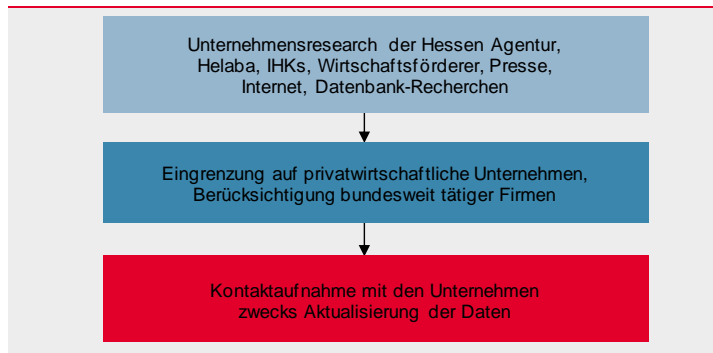 Unternehmensresearch der Hessen Agentur,
Helaba, IHKs, Wirtschaftsförderer, Presse,
Internet, Datenbank-Recherchen
Eingrenzung auf privatwirtschaftliche Unternehmen,
Berücksichtigung bundesweit tätiger Firmen
Kontaktaufnahme mit den Unternehmen
zwecks Aktualisierung der Daten